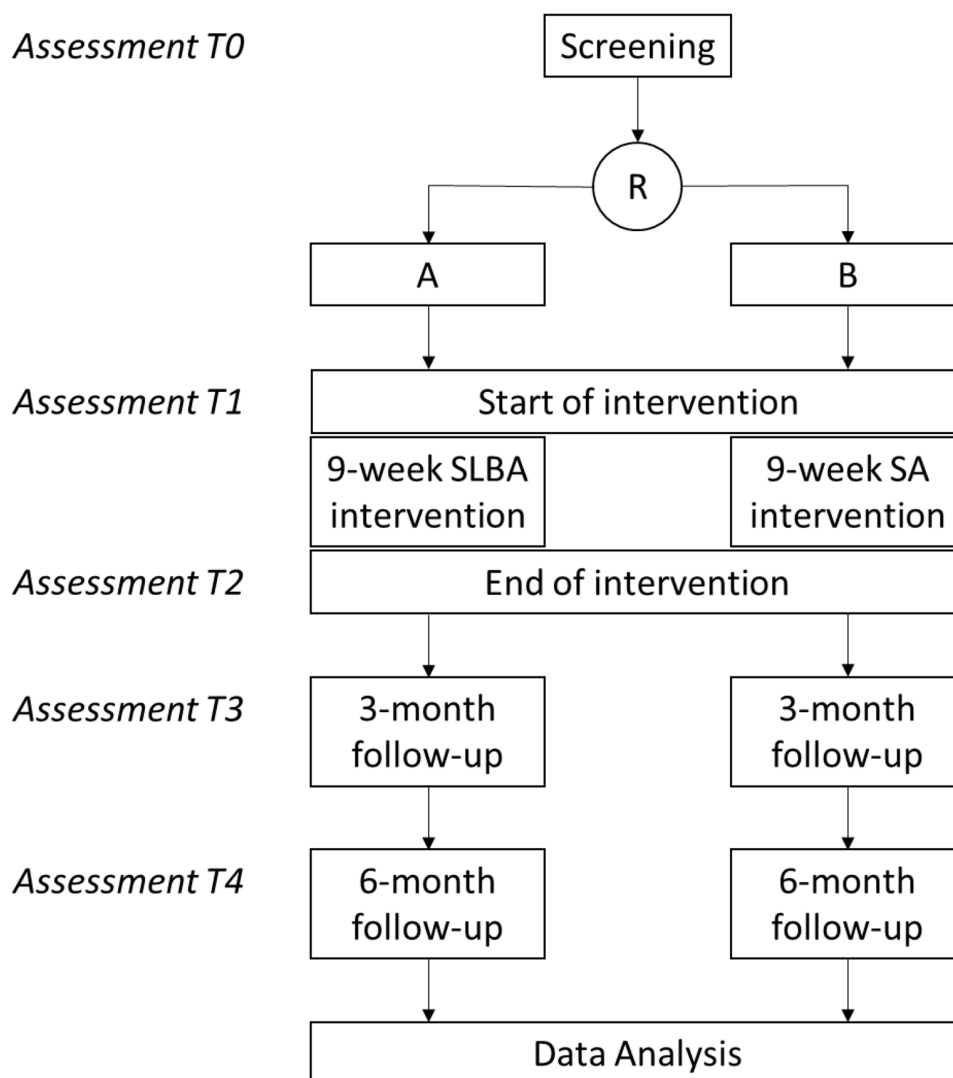 Assessment T0
Screening
R
A
B
Assessment T1
Start of intervention
9-week SLBA
intervention
9-week SA
intervention
Assessment T2
End of intervention
Assessment T3
3-month
follow-up
3-month
follow-up
Assessment T4
6-month
follow-up
6-month
follow-up
Data Analysis